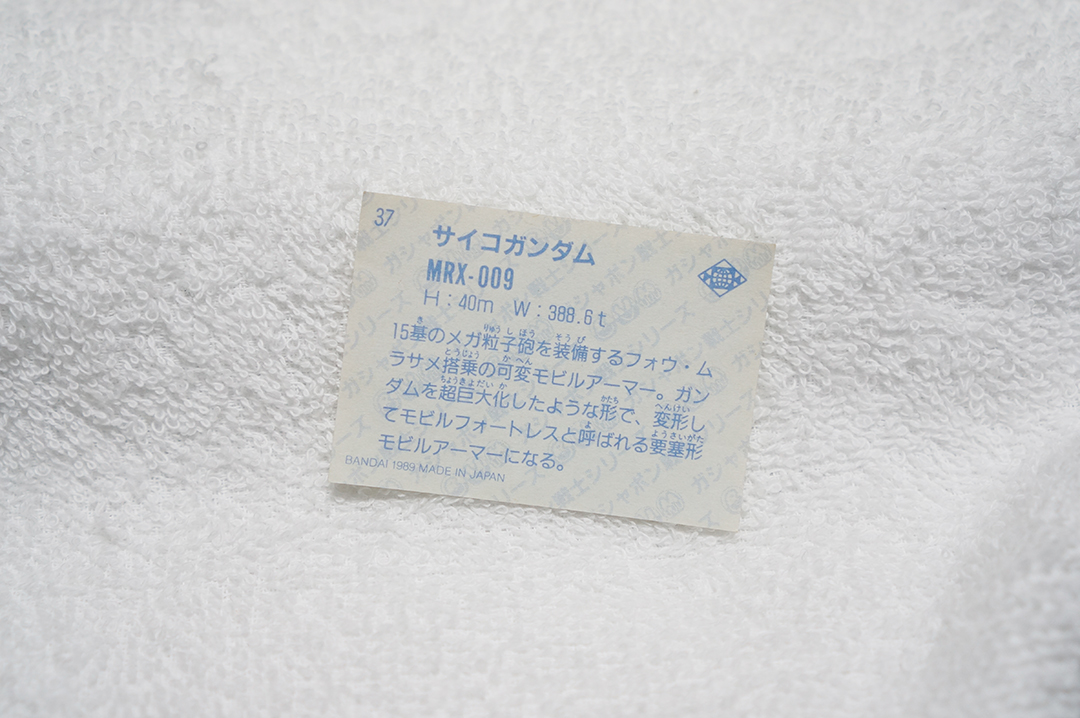 37
サイコガンダム
MRX-009
H:40m W:388.6t
15基のメガ粒子砲を装備するフォウ・ム
ラサメ搭乗の可変モビルアーマー。ガン
ダムを超巨大化したような形で、変形し
てモビルフォートレスと呼ばれる要塞形
モビルアーマーになる。
BANDAI 1989 MADE IN JAPAN